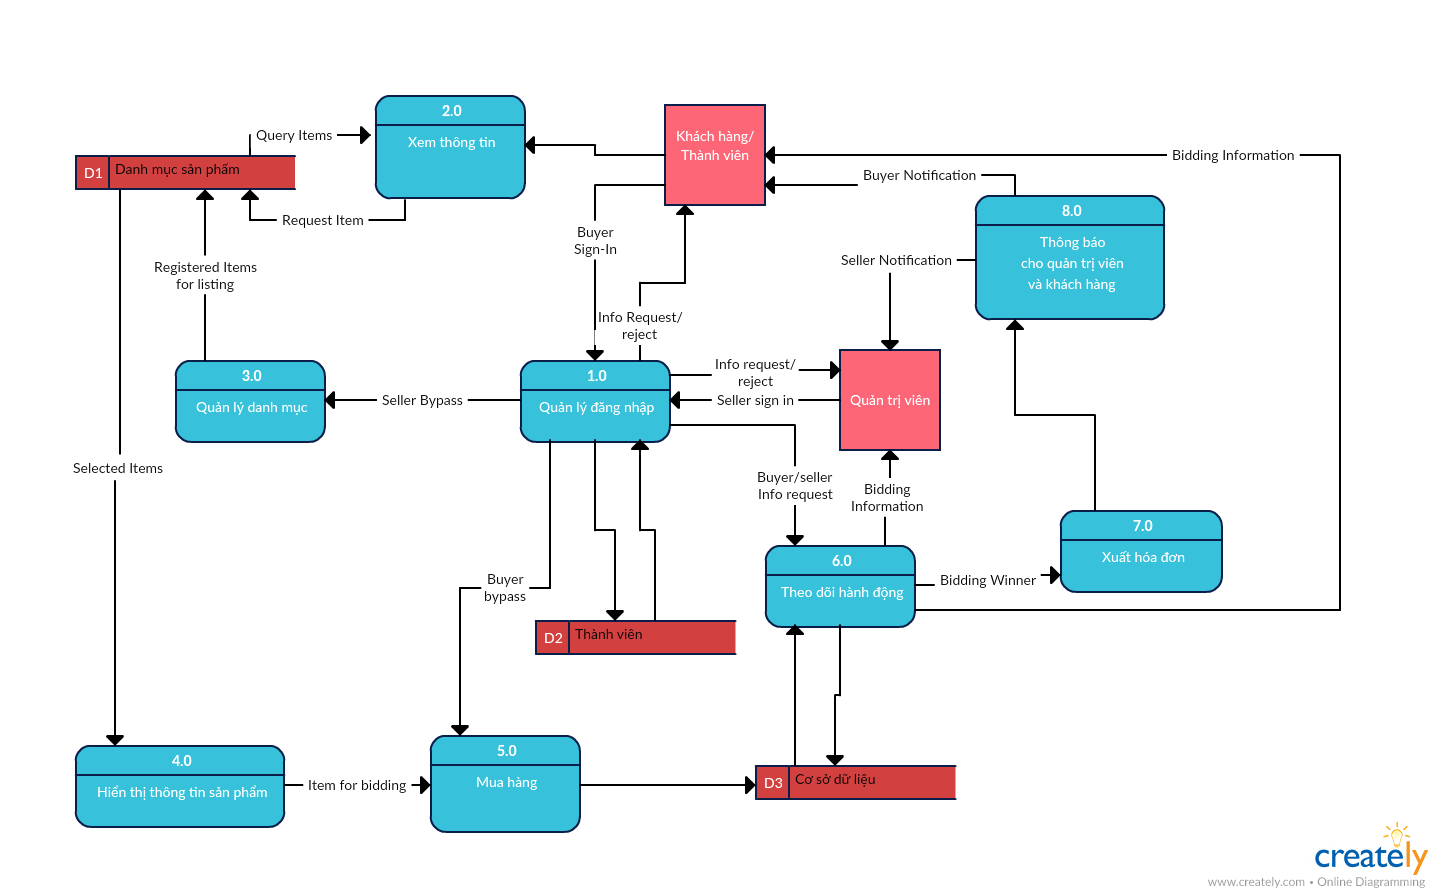 2.0
Xem thông tin
Query Items
D1
Danh mục sản phẩm
Request Item
Khách hàng/
Thành viên
Bidding Information
Buyer Notification
8.0
Thông báo
cho quản trị viên
và khách hàng
Buyer
Sign-In
Seller Notification
Registered Items
for listing
Info Request/
reject
3.0
Quản lý danh mục
Seller Bypass
1.0
Quản lý đăng nhập
Info request/
reject
Seller sign in
Quản trị viên
Selected Items
Buyer/seller
Info request
Bidding
Information
7.0
Xuất hóa đơn
6.0
Theo dõi hành động
Bidding Winner
Buyer
bypass
D2
Thành viên
4.0
Hiển thị thông tin sản phẩm
Item for bidding
5.0
Mua hàng
D3
Cơ sở dữ liệu
creately
www.creately.com • Online Diagramming